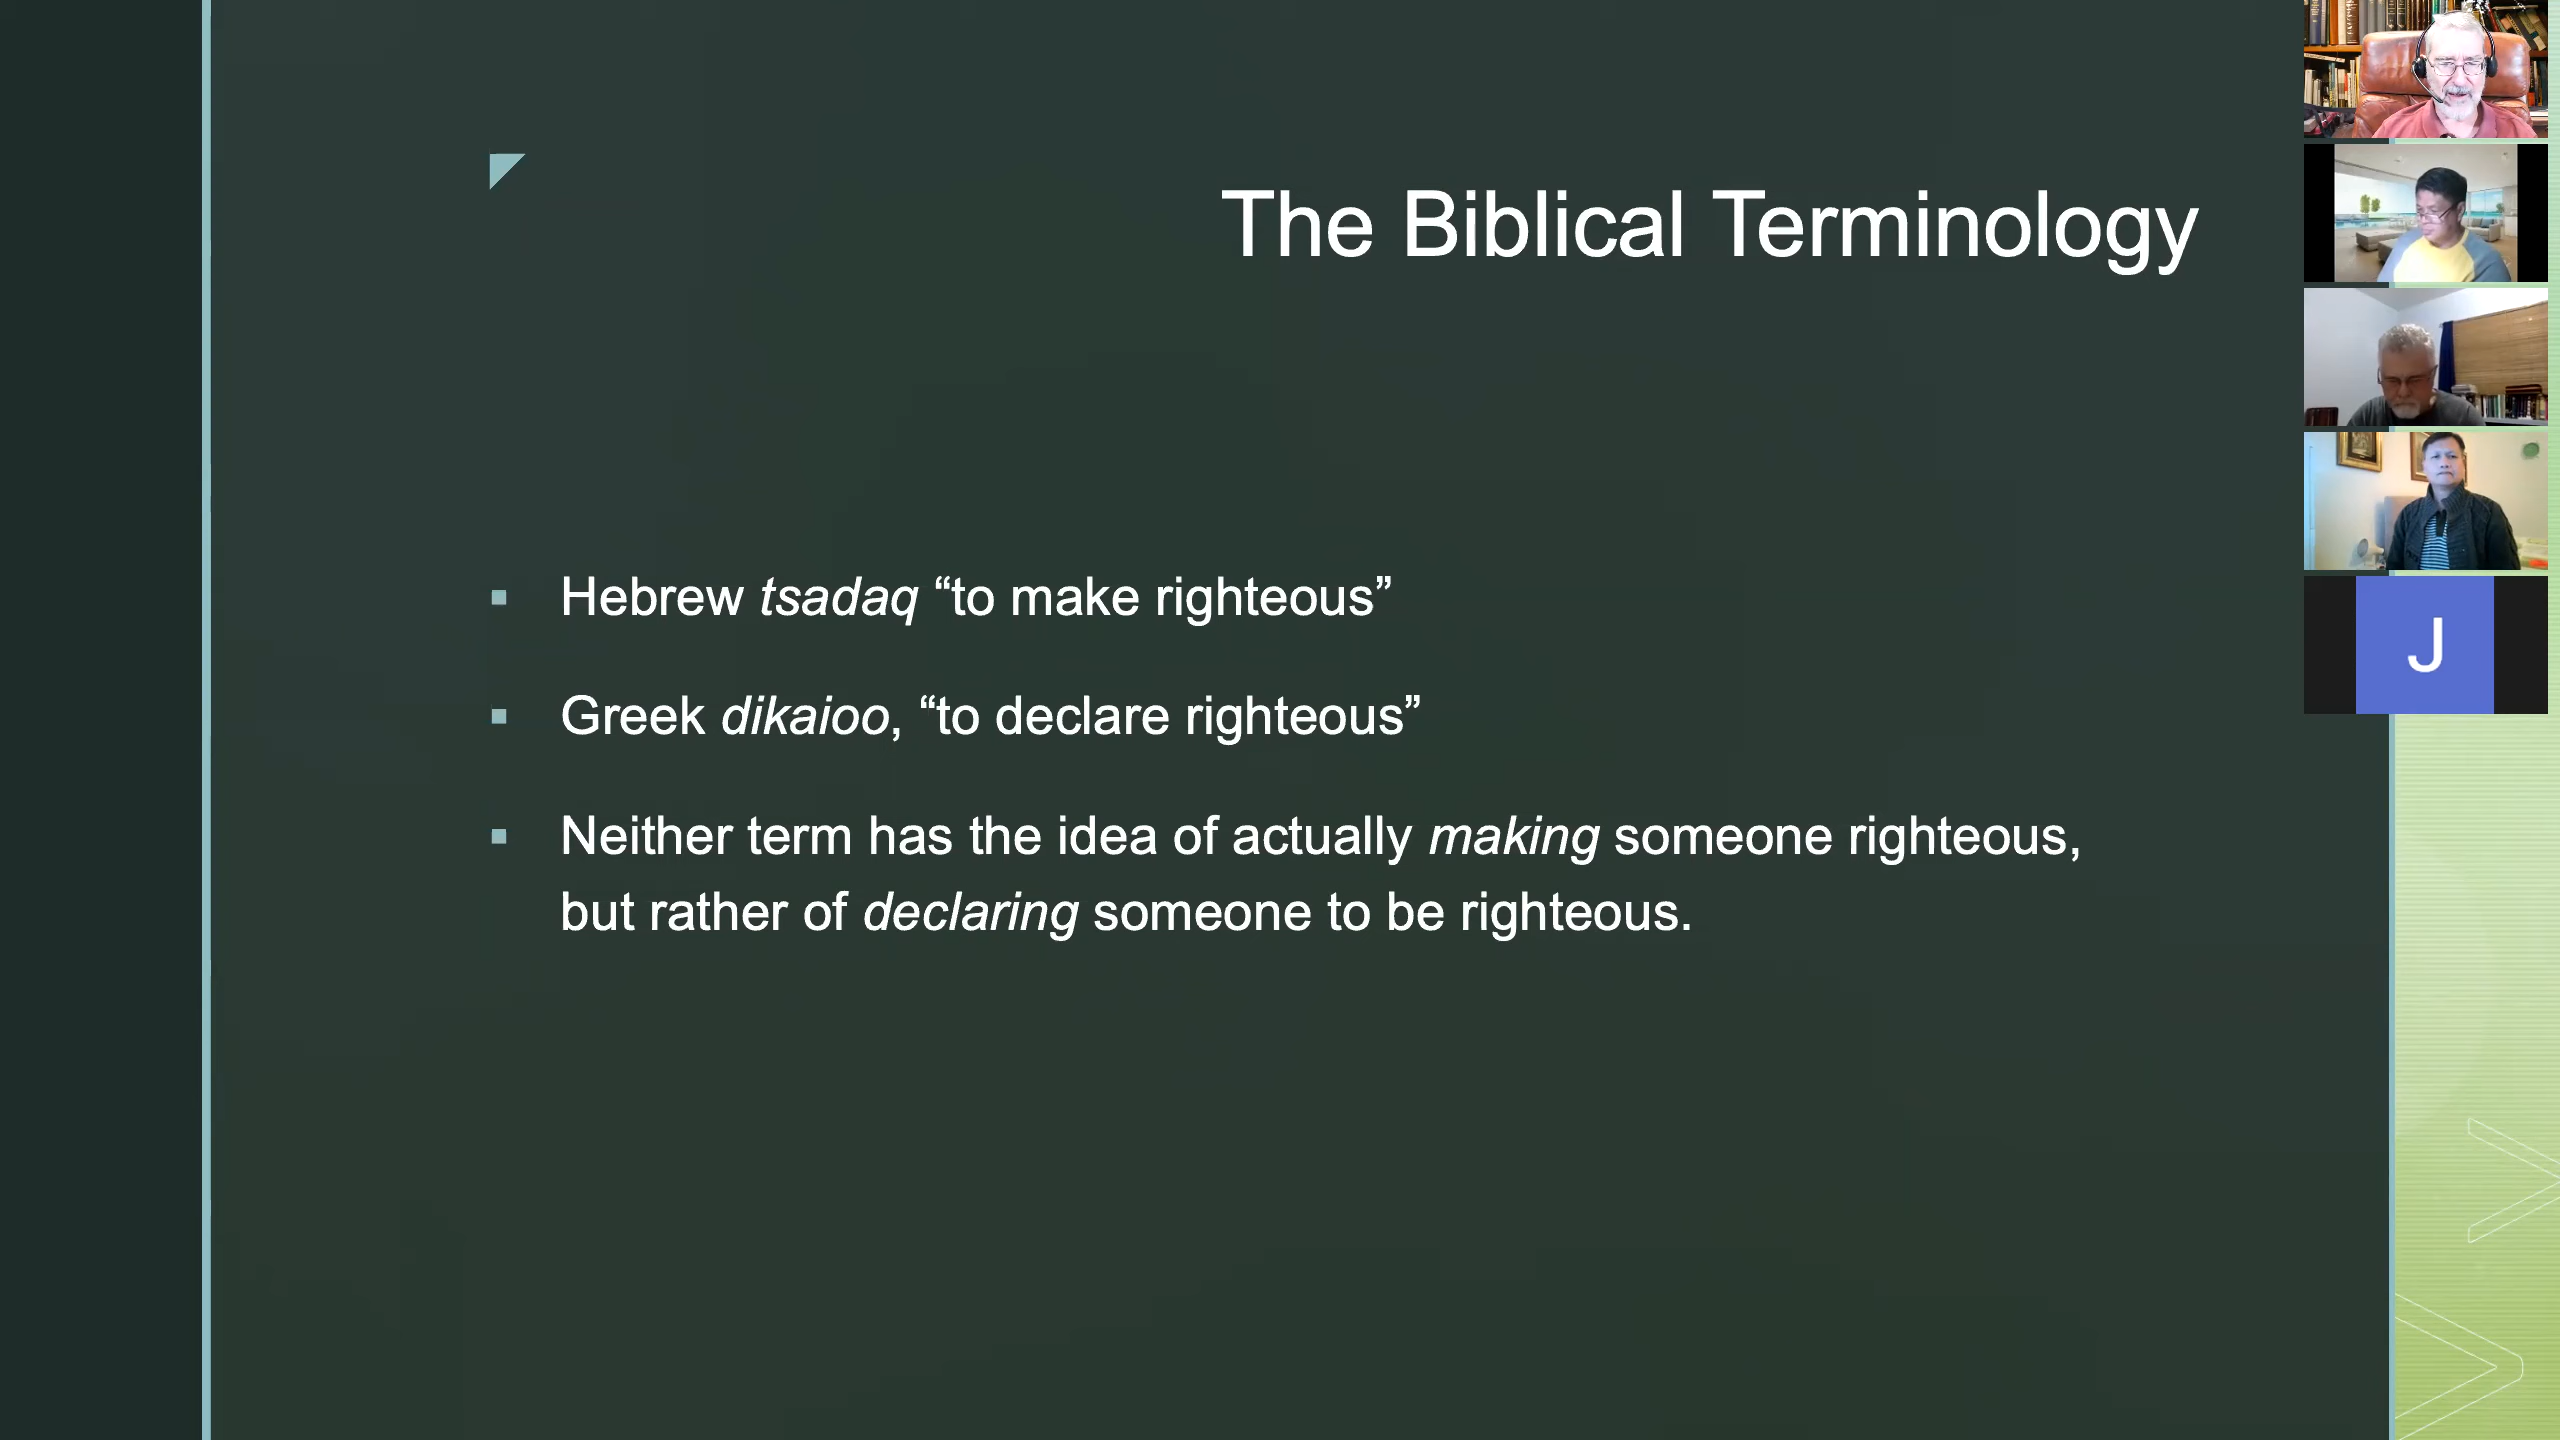 The Biblical Terminology
▪ Hebrew tsadaq “to make righteous”
▪ Greek dikaioo, “to declare righteous”
▪ Neither term has the idea of actually making someone righteous,
but rather of declaring someone to be righteous.
J